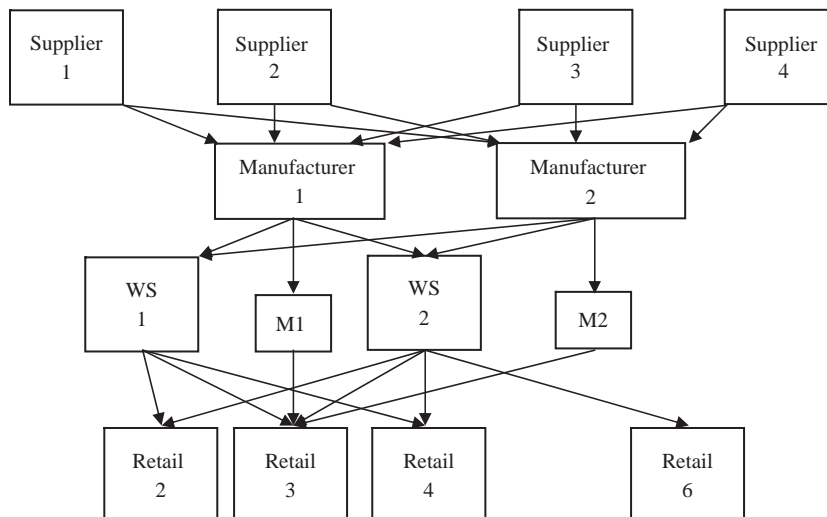 Supplier
1
Supplier
2
Supplier
3
Supplier
4
Manufacturer
1
Manufacturer
2
WS
1
M1
WS
2
M2
Retail
2
Retail
3
Retail
4
Retail
6